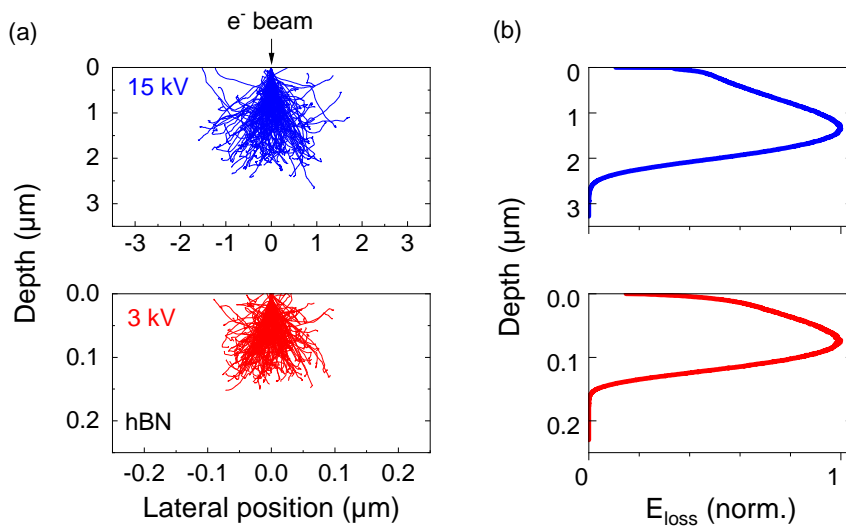 (a)
e⁻ beam
(b)
15 kV
0
1
2
3
-3 -2 -1 0 1 2 3
0
1
2
3
Depth (µm)
3 kV
hBN
0.0
0.1
0.2
-0.2 -0.1 0.0 0.1 0.2
Lateral position (µm)
Depth (µm)
0.0
0.1
0.2
0 1
E_loss (norm.)